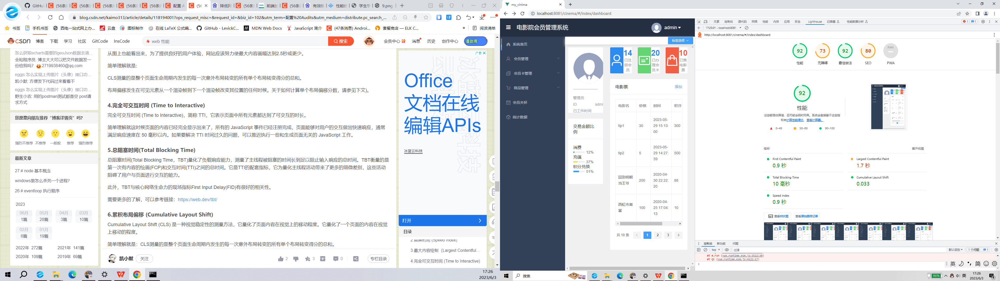 GitHu
(56条消
(56条消
(56条消
(56条消
(56条消
配置 A
(56
降低网
(56条消
前端加
(56条消
有效维
性能优
学生学
9.png
blog.csdn.net/kaimo313/article/details/118194001?ops_request_misc=&request_id=&biz_id=102&utm_term=配置%20Audits&utm_medium=distribute.pc_search_...
书签
手机书签
西电一站式网上办...
云盘
图标制作
在线 LaTeX 公式编...
GitHub - LevickC...
MDN Web Docs
JavaScript 简介
(47条消息) Androi...
套餐商店 — ELK C...
»
阅读清单
CSDN
博客
下载
学习
社区
GitCode
InsCode
web 性能
搜索
会员中心
消息
历史
创作中心
怎么获取echarts需要的geoJson数据去渲...
全粘程序员: 博主大大可以把文件数据发一
份给我吗？ 2719938460@qq.com
eggjs 怎么实现上传图片（头像）接口功...
凯小默: 方便发下代码过来看看不
eggjs 怎么实现上传图片（头像）接口功...
野生小农: 用的postman测试都是空 post请
求方式
您愿意向朋友推荐“博客详情页”吗？
强烈不推荐
不推荐
一般般
推荐
强烈推荐
最新文章
27 # node 基本概念
windows里怎么杀死一个进程？
26 # eventloop 执行顺序
2023
06月
1篇
05月
28篇
04月
3篇
03月
10篇
02月
6篇
01月
19篇
2022年 272篇
2021年 141篇
2020年 109篇
2019年 69篇
从图上也能看出来，为了提供良好的用户体验，网站应该努力使最大内容画幅达到2.5秒或更少。
简单理解就是:
CLS测量的是整个页面生命周期内发生的每一次意外布局转变的所有单个布局转变得分的总和。
布局偏移发生在可见元素从一个渲染帧到下一个渲染帧改变其位置的任何时候。关于如何计算单个布局偏移分数，请参见下文)。
4.完全可交互时间 (Time to Interactive)
完全可交互时间 (Time to Interactive)，简称 TTI，它表示页面中所有元素都达到了可交互的时长。
简单理解就这时候页面的内容已经完全显示出来了，所有的 JavaScript 事件已经注册完成，页面能够对用户的交互做出快速响应，通常
满足响应速度在 50 毫秒以内。如果要解决 TTI 时间过久的问题，可以推迟执行一些和生成页面无关的 JavaScript 工作。
5.总阻塞时间(Total Blocking Time)
总阻塞时间(Total Blocking Time，TBT)量化了负载响应能力，测量了主线程被阻塞的时间长到足以阻止输入响应的总时间。TBT衡量的是
第一次有内容的绘画(FCP)和交互时间(TTI)之间的总时间。它是TTI的配套指标，它为量化主线程活动带来了更多的细微差别，这些活动
阻碍了用户与页面进行交互的能力。
此外，TBT与核心网络生命力的现场指标First Input Delay(FID)有很好的相关性。
需要更多的了解，可以参考链接：https://web.dev/tbt/
6.累积布局偏移 (Cumulative Layout Shift)
Cumulative Layout Shift (CLS) 是一种视觉稳定性的测量方法，它量化了页面内容在视觉上的移动程度。它量化了一个页面的内容在视觉
上移动的程度。
简单理解就是：CLS测量的是整个页面生命周期内发生的每一次意外布局转变的所有单个布局转变得分的总和。
凯小默
关注
2
3
0
专栏目录
广告
Office
文档在线
编辑APIs
冰蓝云科技
打开
目录
2.首屏时间 (Speed Index)
3.最大内容绘制（Largest Contentful...
4.完全可交互时间 (Time to Interactive)
17:26
2023/6/3
my_cinima
localhost:8081/cinema/#/index/dashboard
电影院会员管理系统
admin
系统首页
会员管理
会员卡管理
商品管理
会员关怀
统计数据
标签选项
管理员
ID admi
已工作时间
交易金额比
例
消费
12%
充值
37%
积分兑换
51%
14
已注
册会
员
20
已办
理会
员卡
10
已售
电影
票
电影票
添加
电影名 价格 时间 积分
tip1 30 2023-05-29 15:13:00 300
tip2 5 2023-05-29 14:27:39 500
回到明朝当王爷 200 2020-04-30 22:22:20 88
西虹市首富 100 2020-04-25 17:04:13 10
共 10 条
1
2
3
元素
控制台
源代码
网络
性能
内存
应用
安全
Lighthouse
记录器
性能数据分析
1
1
17:25:01 - localhost:8081
http://localhost:8081/cinema/#/index/dashboard
92
73
92
80
PWA
性能
无障碍
最佳做法
SEO
PWA
92
性能
这些都是估算值，且可能会因时而异。系统会直接基于这些指
标来计算性能得分。查看计算器。
0–49
50–89
90–100
指标
展开视图
First Contentful Paint
0.9 秒
Largest Contentful Paint
1.7 秒
Total Blocking Time
10 毫秒
Cumulative Layout Shift
0.033
Speed Index
0.9 秒
查看树状图
查看原始跟踪记录
控制台
新功能
问题
top
过滤
默认级别
1 个问题:
1
at e.run (vue.runtime.esm.js:3522:30)
at Qi (vue.runtime.esm.js:4121:17)
英
简
搜索
96%
英
17:26
2023/6/3